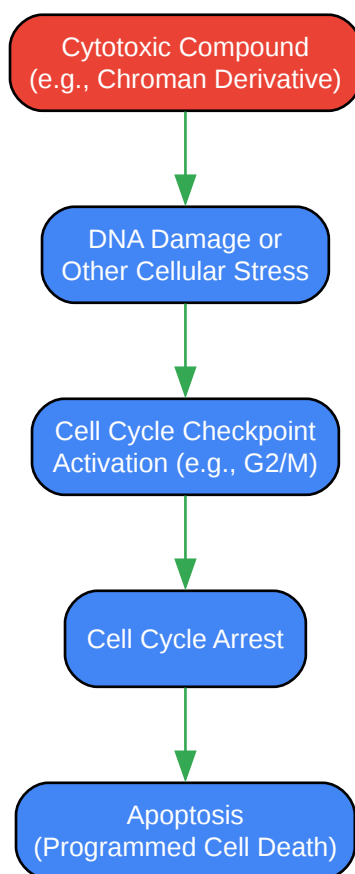 Cytotoxic Compound
(e.g., Chroman Derivative)
DNA Damage or
Other Cellular Stress
Cell Cycle Checkpoint
Activation (e.g., G2/M)
Cell Cycle Arrest
Apoptosis
(Programmed Cell Death)